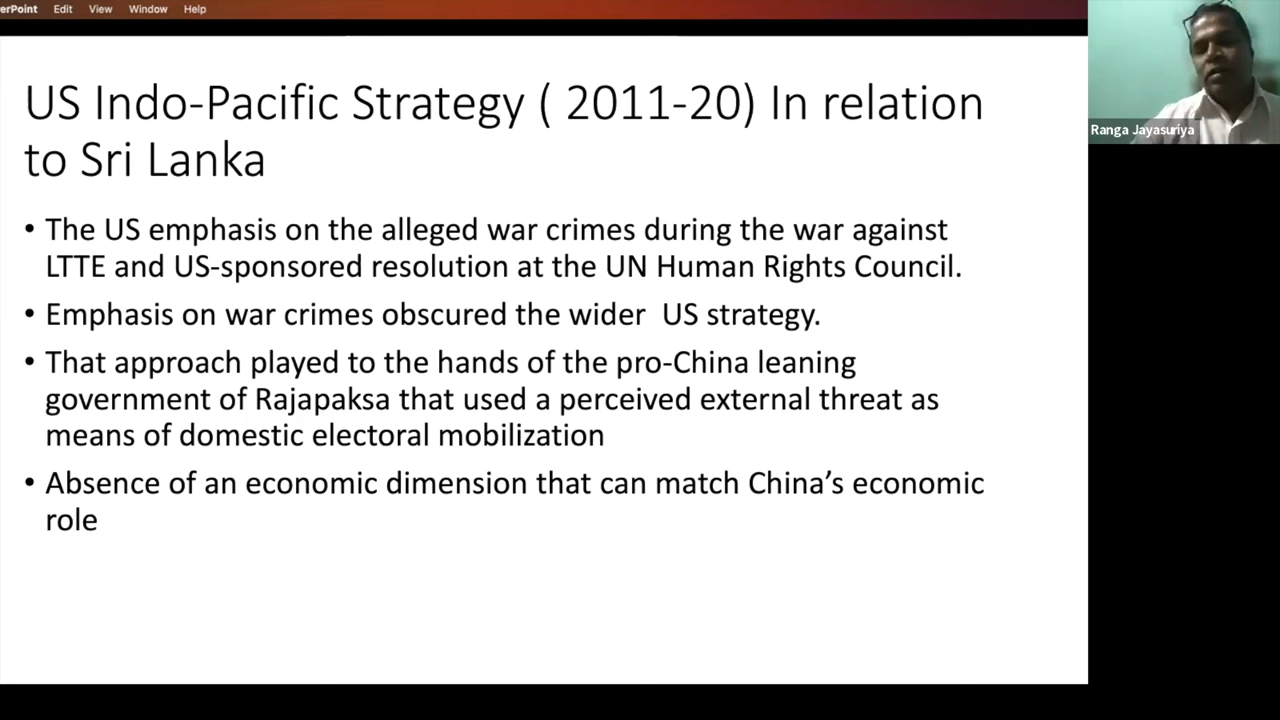 erPoint Edit View Window Help
US Indo-Pacific Strategy ( 2011-20) In relation
to Sri Lanka
• The US emphasis on the alleged war crimes during the war against
LTTE and US-sponsored resolution at the UN Human Rights Council.
• Emphasis on war crimes obscured the wider  US strategy.
• That approach played to the hands of the pro-China leaning
government of Rajapaksa that used a perceived external threat as
means of domestic electoral mobilization
• Absence of an economic dimension that can match China’s economic
role
Ranga Jayasuriya